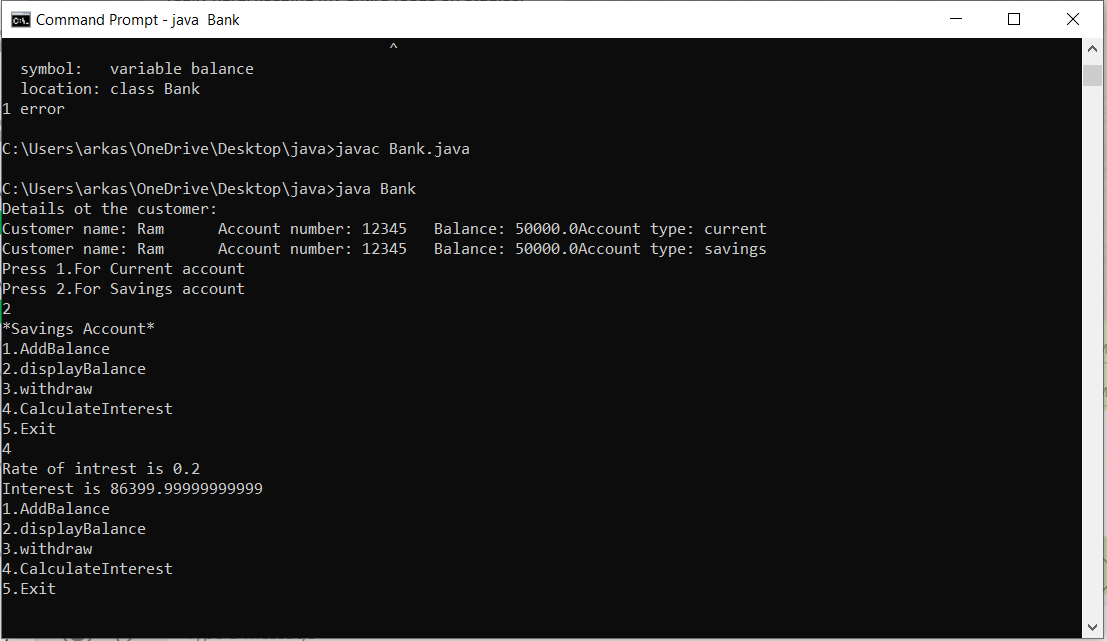 Command Prompt - java  Bank
^
  symbol:   variable balance
  location: class Bank
1 error
C:\Users\arkas\OneDrive\Desktop\java>javac Bank.java
C:\Users\arkas\OneDrive\Desktop\java>java Bank
Details ot the customer:
Customer name: Ram      Account number: 12345   Balance: 50000.0Account type: current
Customer name: Ram      Account number: 12345   Balance: 50000.0Account type: savings
Press 1.For Current account
Press 2.For Savings account
2
*Savings Account*
1.AddBalance
2.displayBalance
3.withdraw
4.CalculateInterest
5.Exit
4
Rate of intrest is 0.2
Interest is 86399.99999999999
1.AddBalance
2.displayBalance
3.withdraw
4.CalculateInterest
5.Exit